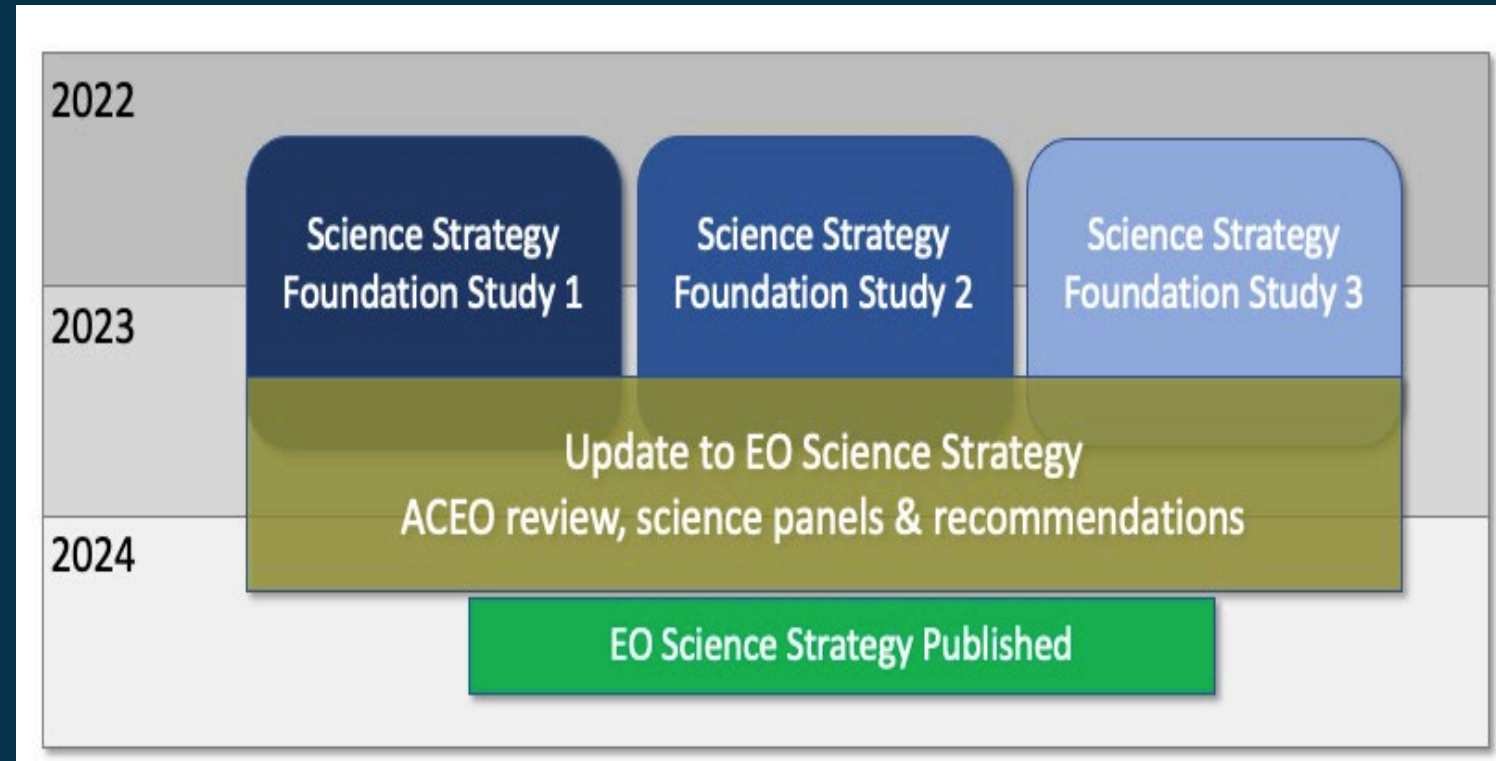 2022
Science Strategy
Foundation Study 1
Science Strategy
Foundation Study 2
Science Strategy
Foundation Study 3
2023
Update to EO Science Strategy
ACEO review, science panels & recommendations
2024
EO Science Strategy Published